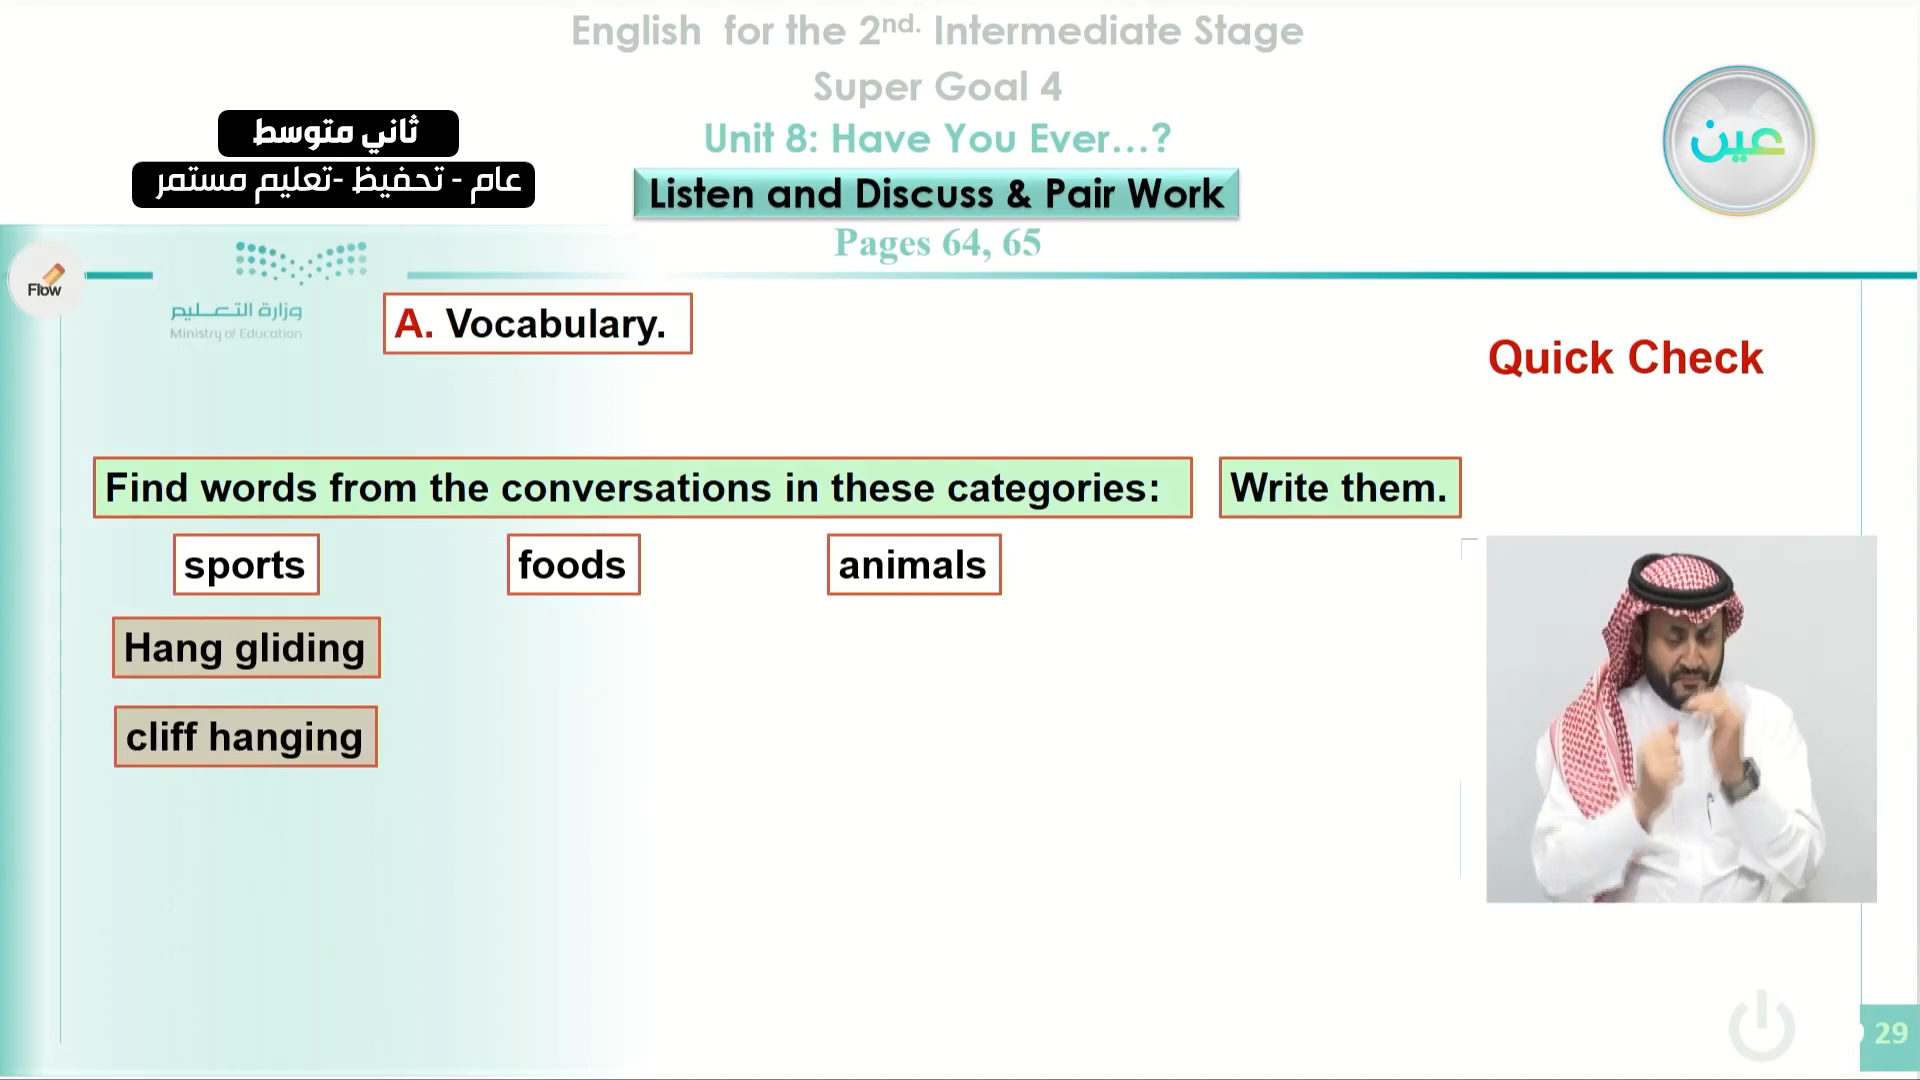 English for the 2nd. Intermediate Stage
Super Goal 4
Unit 8: Have You Ever...?
Listen and Discuss & Pair Work
Pages 64, 65
ثاني متوسط
عام - تحفيظ -تعليم مستمر
عين
Flow
وزارة التعليم
Ministry of Education
A. Vocabulary.
Quick Check
Find words from the conversations in these categories: Write them.
sports foods animals
Hang gliding
cliff hanging
29